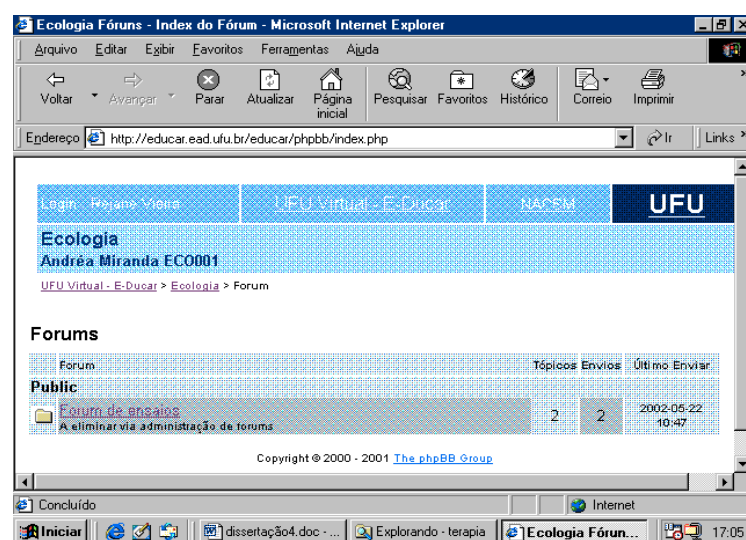 Ecologia Fóruns - Index do Fórum - Microsoft Internet Explorer
Arquivo Editar Exibir Favoritos Ferramentas Ajuda
Voltar Avançar Parar Atualizar Página inicial Pesquisar Favoritos Histórico Correio Imprimir
Endereço http://educar.ead.ufu.br/educar/phpbb/index.php Ir Links
Login : Rejane Vieira UFU Virtual - E-Educar NACEM UFU
Ecologia
Andréa Miranda ECO001
UFU Virtual - E-Ducar > Ecologia > Forum
Forums
Forum Tópicos Envios Último Enviar
Public
Forum de ensaios 2 2 2002-05-22 10:47
A eliminar via administração de forums
Copyright © 2000 - 2001 The phpBB Group
Concluído Internet
Iniciar dissertação4.doc - ... Explorando - terapia Ecologia Fórun... 17:05